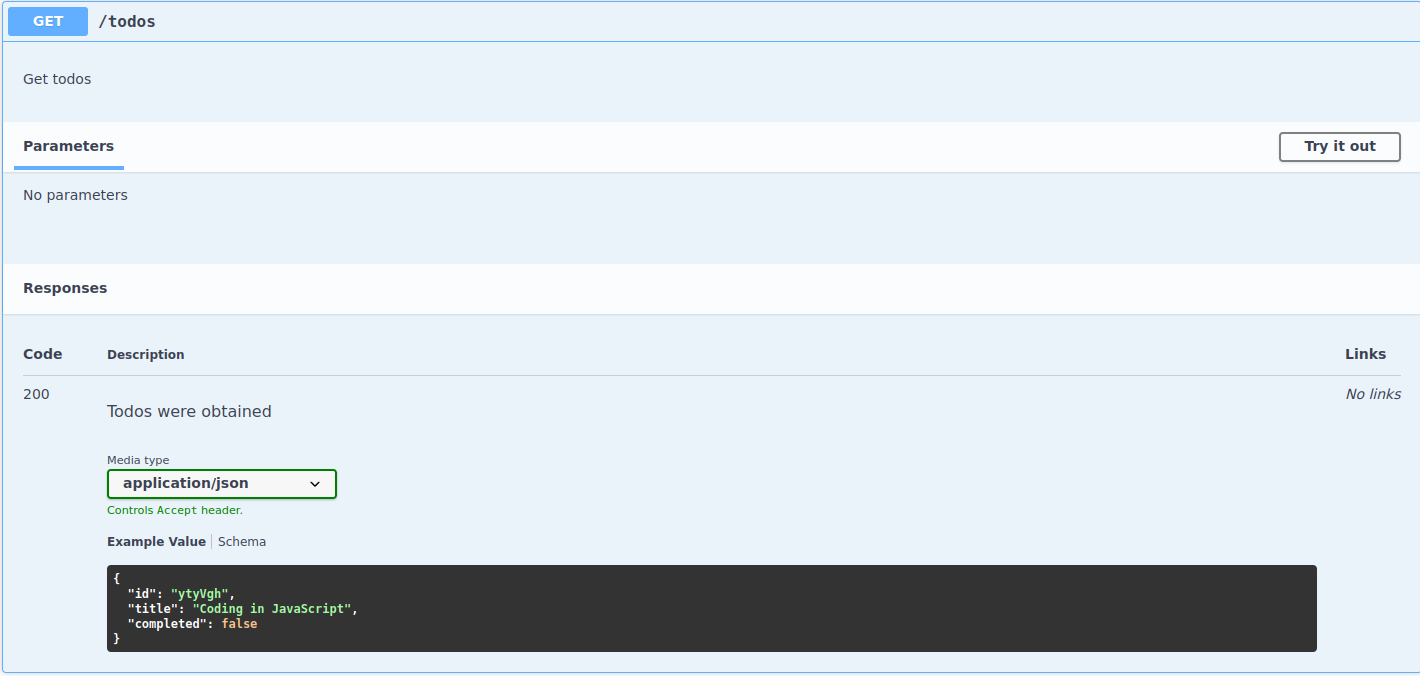 GET /todos
Get todos
Parameters Try it out
No parameters
Responses
Code Description Links
200 No links
Todos were obtained
Media type
application/json
Controls Accept header.
Example Value Schema
{
"id": "ytyVgh",
"title": "Coding in JavaScript",
"completed": false
}